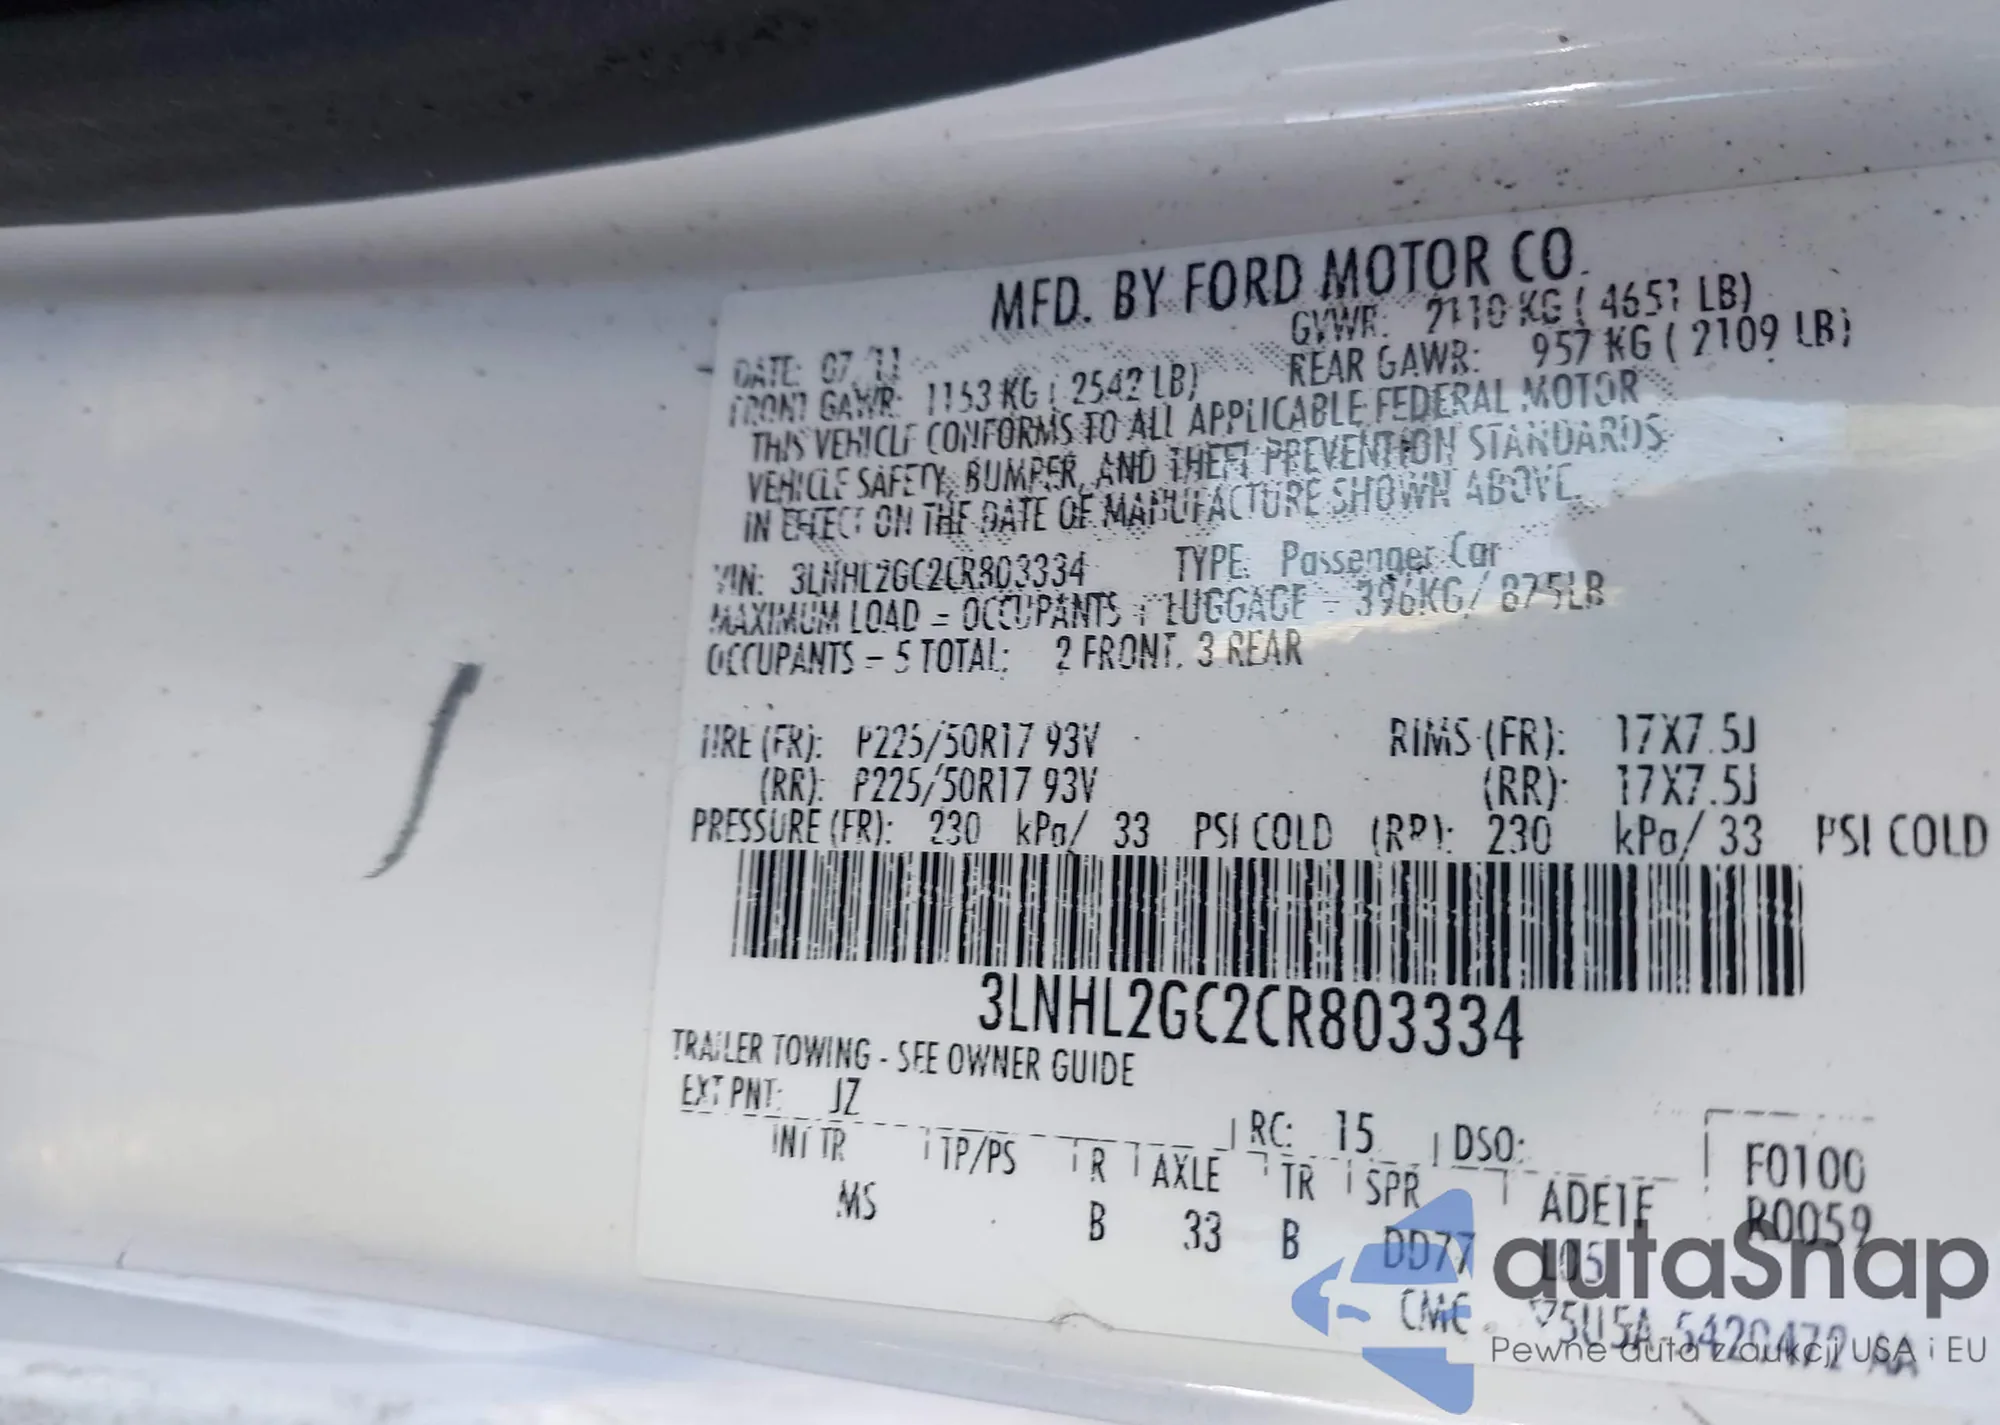 MFD. BY FORD MOTOR CO.
DATE: 07/11 GVWR: 2110 KG ( 4651 LB)
FRONT GAWR: 1153 KG ( 2542 LB) REAR GAWR: 957 KG ( 2109 LB)
THIS VEHICLE CONFORMS TO ALL APPLICABLE FEDERAL MOTOR
VEHICLE SAFETY, BUMPER, AND THEFT PREVENTION STANDARDS
IN EFFECT ON THE DATE OF MANUFACTURE SHOWN ABOVE.
VIN: 3LNHL2GC2CR803334 TYPE: Passenger Car
MAXIMUM LOAD = OCCUPANTS + LUGGAGE = 396KG/ 875LB
OCCUPANTS = 5 TOTAL: 2 FRONT, 3 REAR
TIRE (FR): P225/50R17 93V RIMS (FR): 17X7.5J
(RR): P225/50R17 93V (RR): 17X7.5J
PRESSURE (FR): 230 kPa/ 33 PSI COLD (RR): 230 kPa/ 33 PSI COLD
3LNHL2GC2CR803334
TRAILER TOWING - SEE OWNER GUIDE
EXT PNT: JZ RC: 15 DSO: F0100
INT TR TP/PS R AXLE TR SPR ADE1E R0059
MS B 33 B DD77
CMC
autoSnap
Pewne auta z aukcji USA i EU